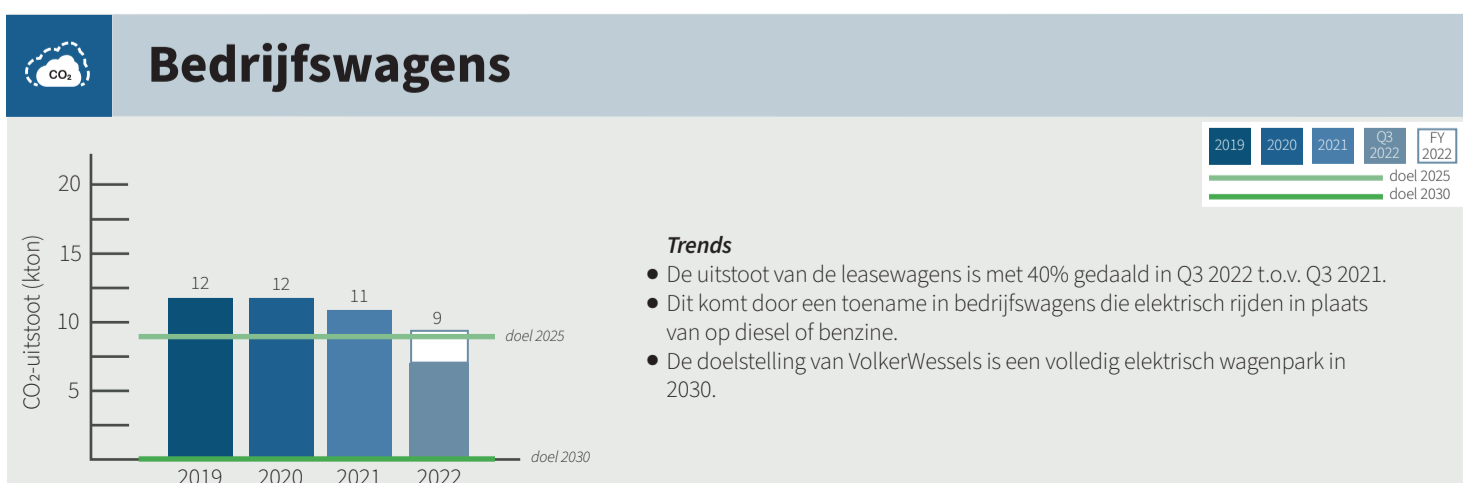 CO₂
Bedrijfswagens
2019 2020 2021 Q3 2022 FY 2022
doel 2025
doel 2030
CO₂-uitstoot (kton)
20
15
10
5
12 12 11 9
doel 2025
doel 2030
2019 2020 2021 2022
Trends
● De uitstoot van de leasewagens is met 40% gedaald in Q3 2022 t.o.v. Q3 2021.
● Dit komt door een toename in bedrijfswagens die elektrisch rijden in plaats
van op diesel of benzine.
● De doelstelling van VolkerWessels is een volledig elektrisch wagenpark in
2030.